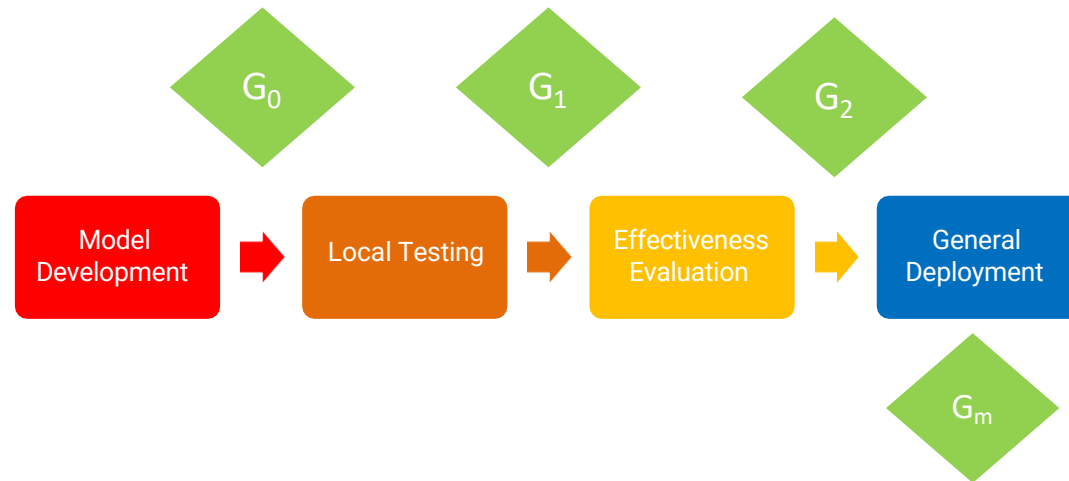 G₀
G₁
G₂
Model
Development
Local Testing
Effectiveness
Evaluation
General
Deployment
Gₘ